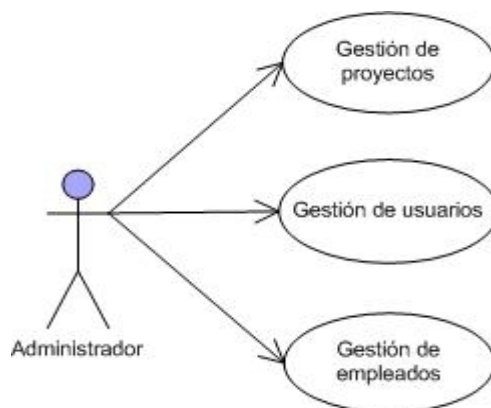 Gestión de
proyectos
Gestión de usuarios
Administrador
Gestión de
empleados